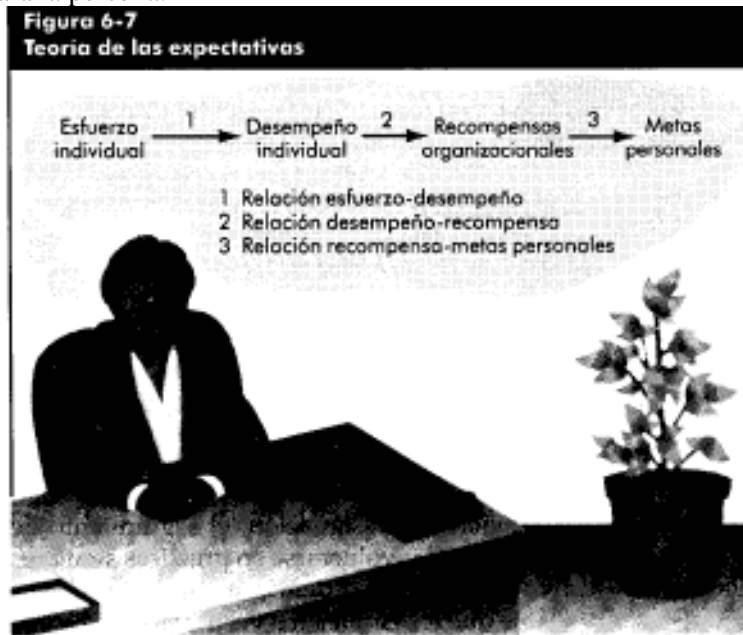 Figura 6-7
Teoría de las expectativas
Esfuerzo individual
1
Desempeño individual
2
Recompensas organizacionales
3
Metas personales
1 Relación esfuerzo-desempeño
2 Relación desempeño-recompensa
3 Relación recompensa-metas personales